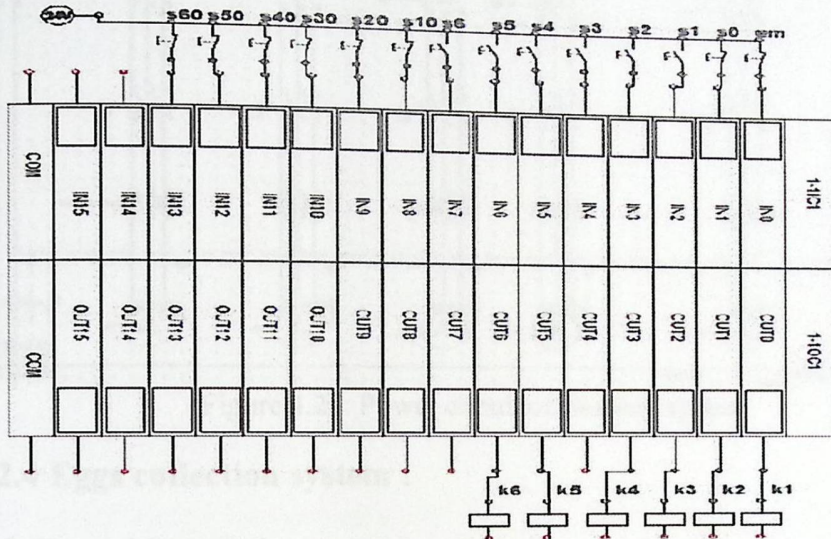 24V s60 s50 s40 s30 s20 s10 s6 s5 s4 s3 s2 s1 s0 sm
COM IN15 IN14 IN13 IN12 IN11 IN10 IN9 IN8 IN7 IN6 IN5 IN4 IN3 IN2 IN1 IN0
CCOM OUT15 OUT14 OUT13 OUT12 OUT11 OUT10 OUT9 OUT8 OUT7 OUT6 OUT5 OUT4 OUT3 OUT2 OUT1 OUT0
k6 k5 k4 k3 k2 k1
2.4 Eggs collection system :